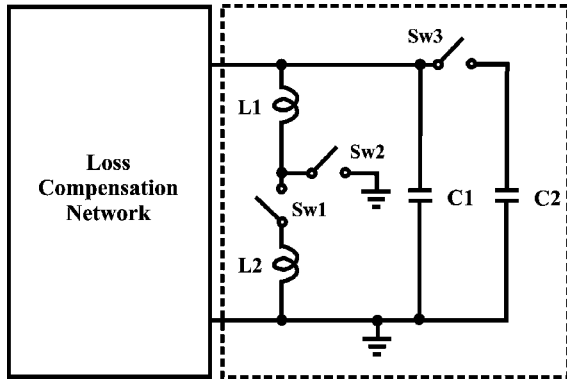 Sw3
L1
Sw2
Loss
Compensation
Network
Sw1
C1
C2
L2